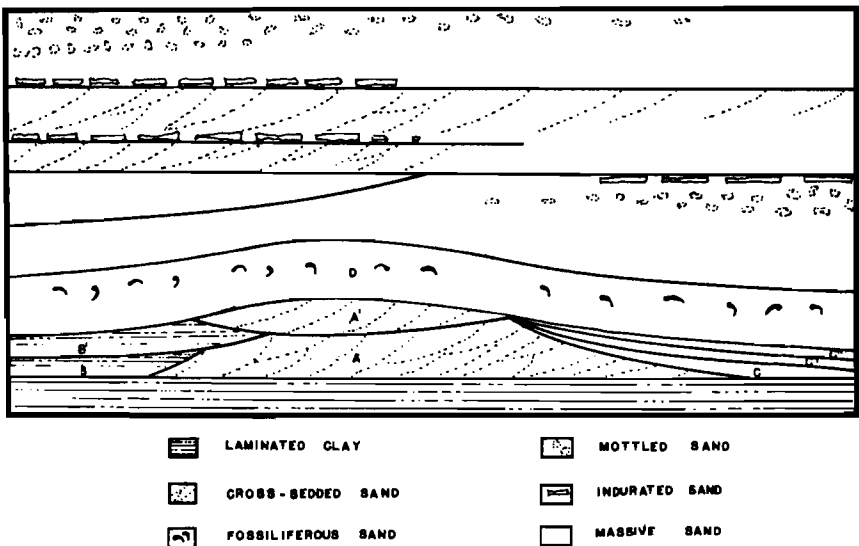 D
A'
B'
A
B
C"
C'
C
LAMINATED CLAY
MOTTLED SAND
CROSS-BEDDED SAND
INDURATED SAND
FOSSILIFEROUS SAND
MASSIVE SAND